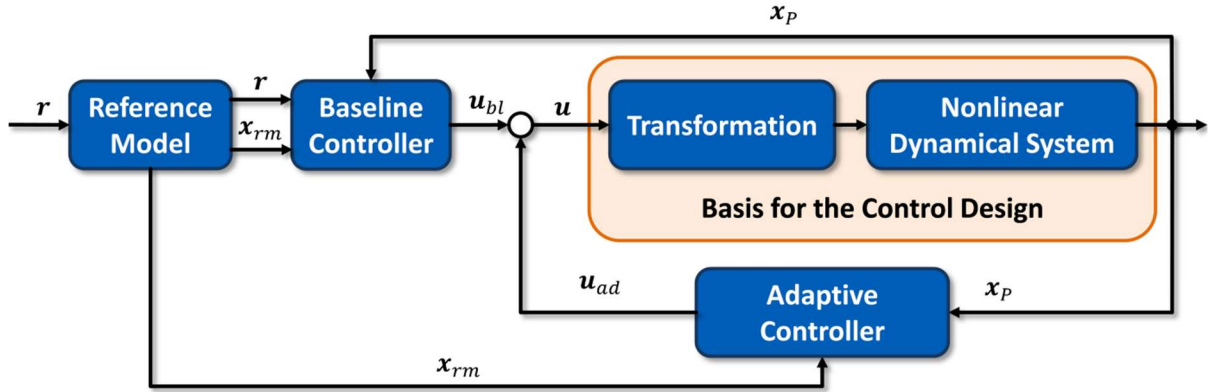 x_P
r
Reference
Model
r
x_rm
Baseline
Controller
u_bl
u
Transformation
Nonlinear
Dynamical System
Basis for the Control Design
u_ad
Adaptive
Controller
x_P
x_rm